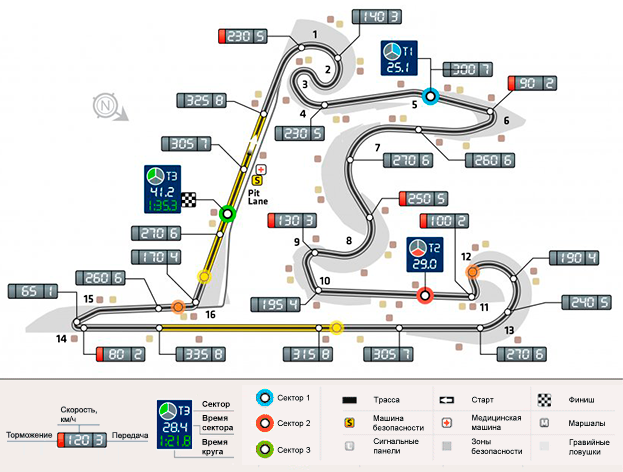 140 3
1
230 5
T1
25.1
300 7
2
3
90 2
N
325 8
4
5
6
230 5
305 7
7
270 6
260 6
T3
41.2
1:35.3
Pit
Lane
S
250 5
130 3
100 2
270 6
9
8
T2
29.0
12
170 4
190 4
260 6
10
65 1
15
195 4
11
240 5
16
14
13
80 2
335 8
315 8
305 7
270 6
Скорость,
км/ч
Торможение
120 3
Передача
T3
28.4
1:21.8
Сектор
Время
сектора
Время
круга
Сектор 1
Трасса
Старт
Финиш
Сектор 2
S
Машина
безопасности
Медицинская
машина
M
Маршалы
Сектор 3
Сигнальные
панели
Зоны
безопасности
Гравийные
ловушки